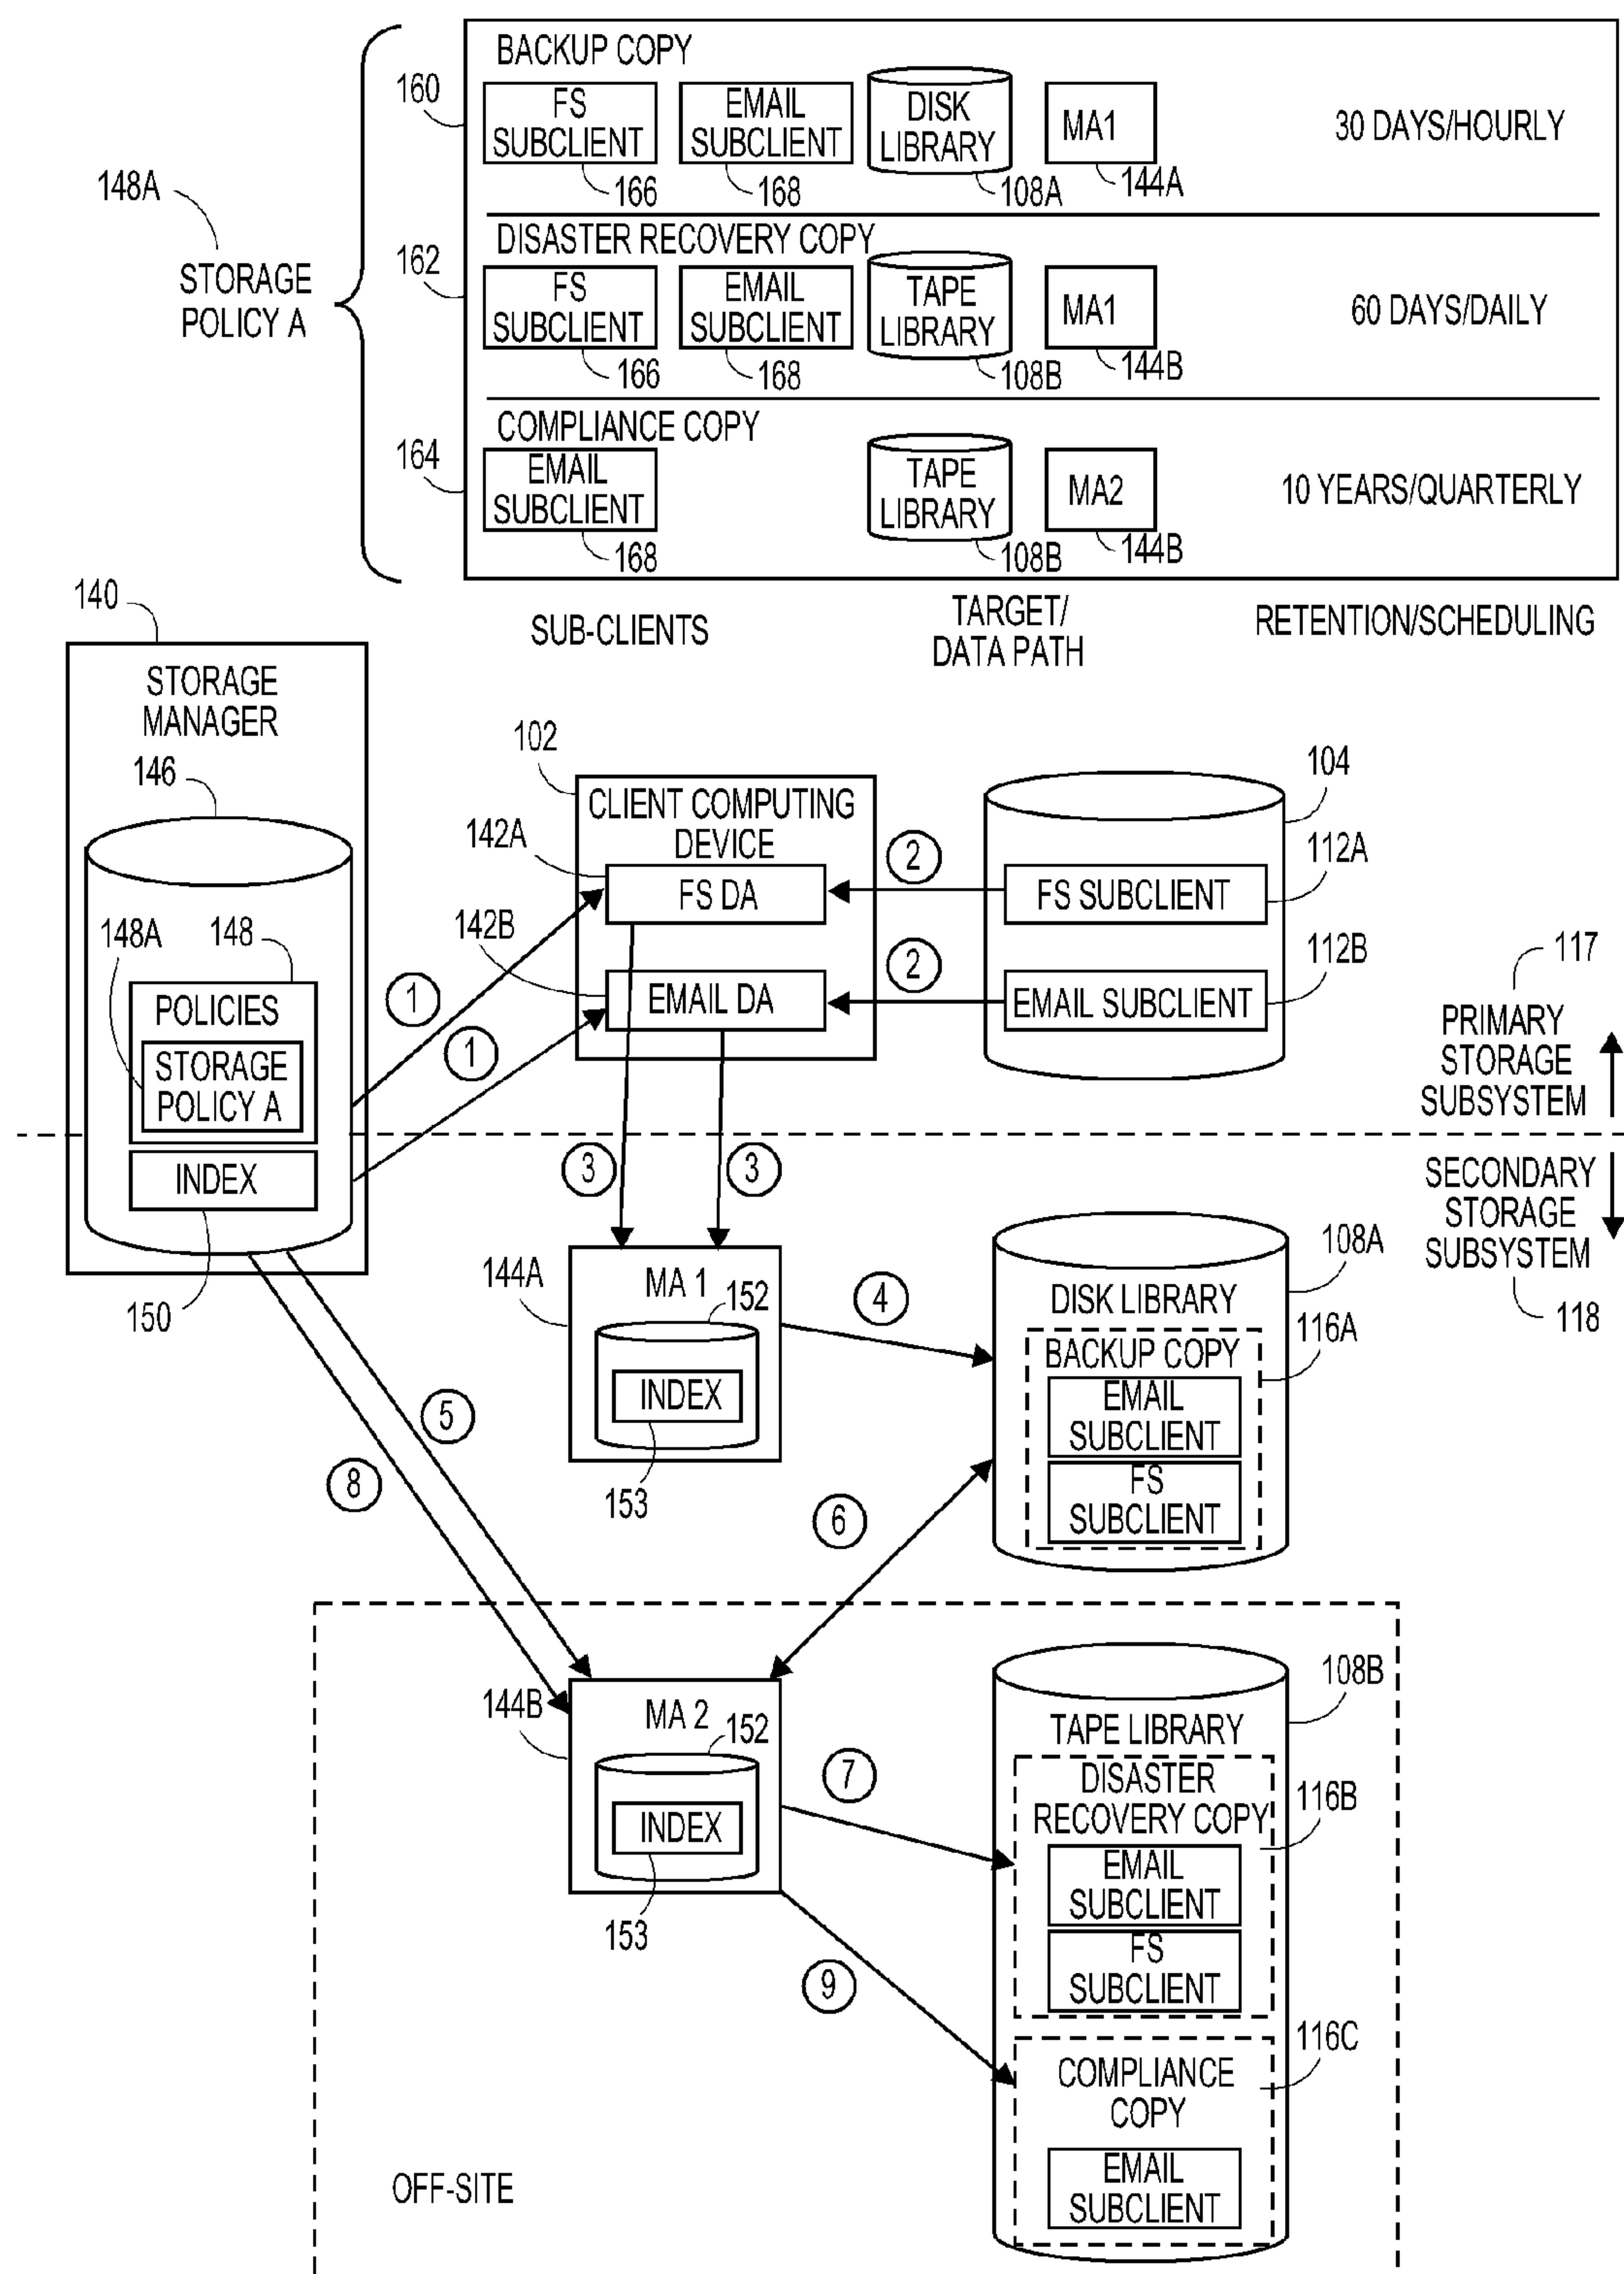 BACKUP COPY
160
FS
SUBCLIENT
166
EMAIL
SUBCLIENT
168
DISK
LIBRARY
108A
MA1
144A
30 DAYS/HOURLY
148A
STORAGE
POLICY A
DISASTER RECOVERY COPY
162
FS
SUBCLIENT
166
EMAIL
SUBCLIENT
168
TAPE
LIBRARY
108B
MA1
144B
60 DAYS/DAILY
COMPLIANCE COPY
164
EMAIL
SUBCLIENT
168
TAPE
LIBRARY
108B
MA2
144B
10 YEARS/QUARTERLY
SUB-CLIENTS
TARGET/
DATA PATH
RETENTION/SCHEDULING
140
STORAGE
MANAGER
146
148A
148
POLICIES
STORAGE
POLICY A
INDEX
150
102
CLIENT COMPUTING
DEVICE
142A
FS DA
142B
EMAIL DA
1
1
2
2
104
112A
FS SUBCLIENT
112B
EMAIL SUBCLIENT
117
PRIMARY
STORAGE
SUBSYSTEM
SECONDARY
STORAGE
SUBSYSTEM
118
3
3
144A
MA 1
152
INDEX
153
4
108A
DISK LIBRARY
116A
BACKUP COPY
EMAIL
SUBCLIENT
FS
SUBCLIENT
5
8
6
144B
MA 2
152
INDEX
153
7
9
108B
TAPE LIBRARY
DISASTER
RECOVERY COPY
116B
EMAIL
SUBCLIENT
FS
SUBCLIENT
116C
COMPLIANCE
COPY
EMAIL
SUBCLIENT
OFF-SITE